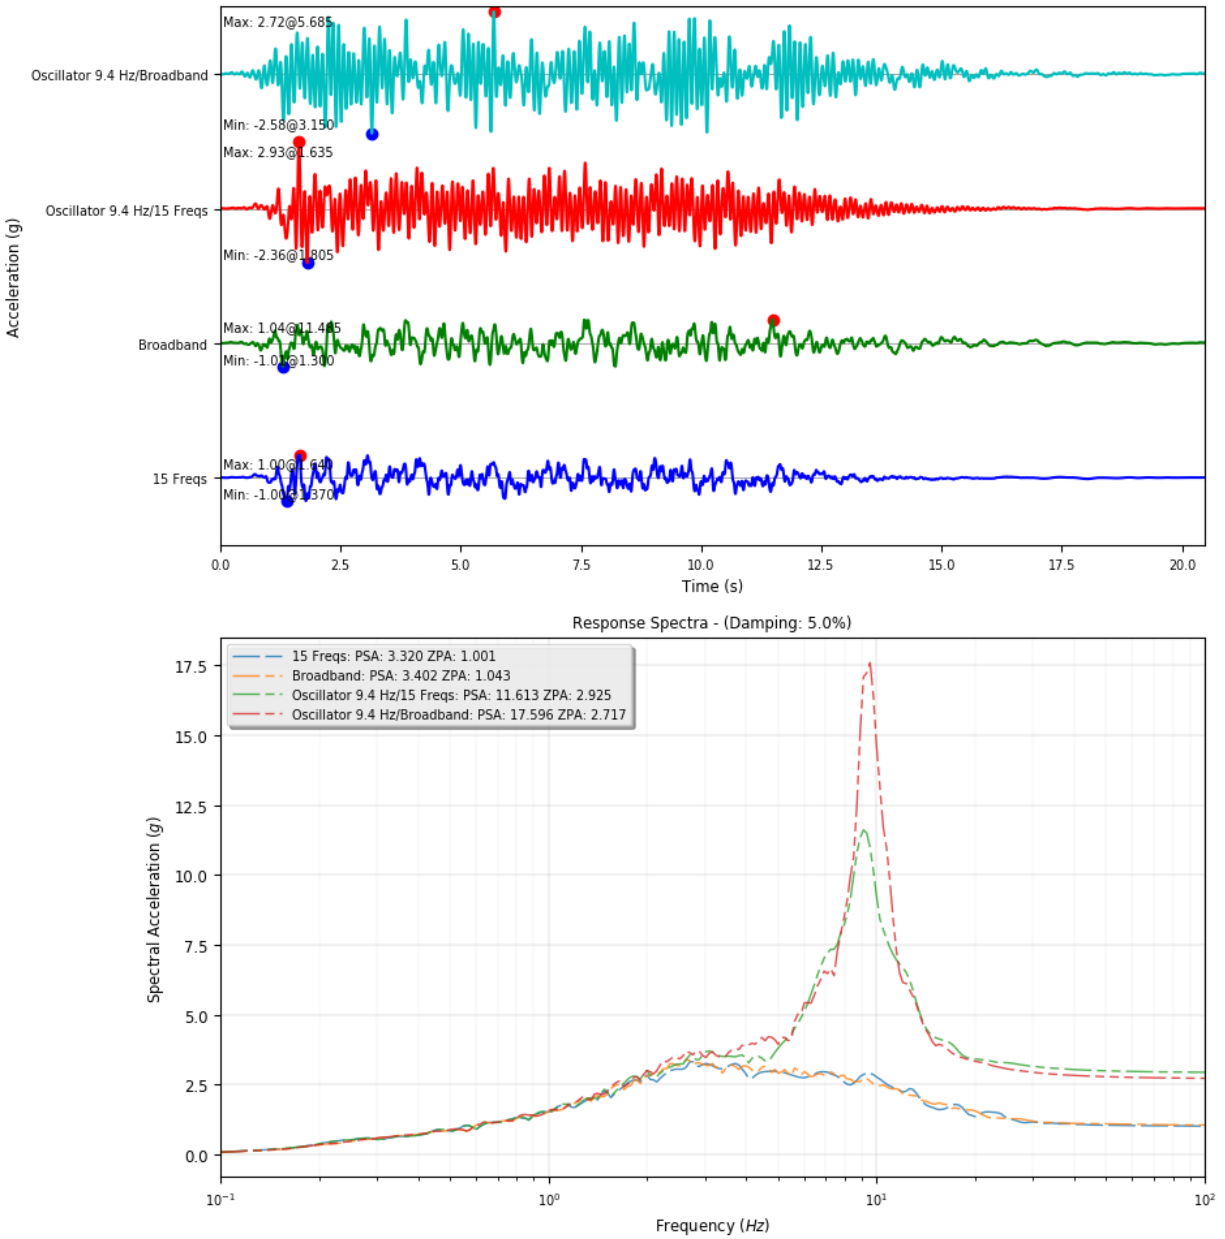 Max: 2.72@5.685
Oscillator 9.4 Hz/Broadband
Min: -2.58@3.150
Max: 2.93@1.635
Oscillator 9.4 Hz/15 Freqs
Min: -2.36@1.805
Acceleration (g)
Max: 1.04@11.485
Broadband
Min: -1.01@1.300
Max: 1.00@1.640
15 Freqs
Min: -1.00@1.370
0.0 2.5 5.0 7.5 10.0 12.5 15.0 17.5 20.0
Time (s)
Response Spectra - (Damping: 5.0%)
15 Freqs: PSA: 3.320 ZPA: 1.001
Broadband: PSA: 3.402 ZPA: 1.043
Oscillator 9.4 Hz/15 Freqs: PSA: 11.613 ZPA: 2.925
Oscillator 9.4 Hz/Broadband: PSA: 17.596 ZPA: 2.717
17.5
15.0
12.5
10.0
7.5
5.0
2.5
0.0
Spectral Acceleration (g)
10⁻¹ 10⁰ 10¹ 10²
Frequency (Hz)